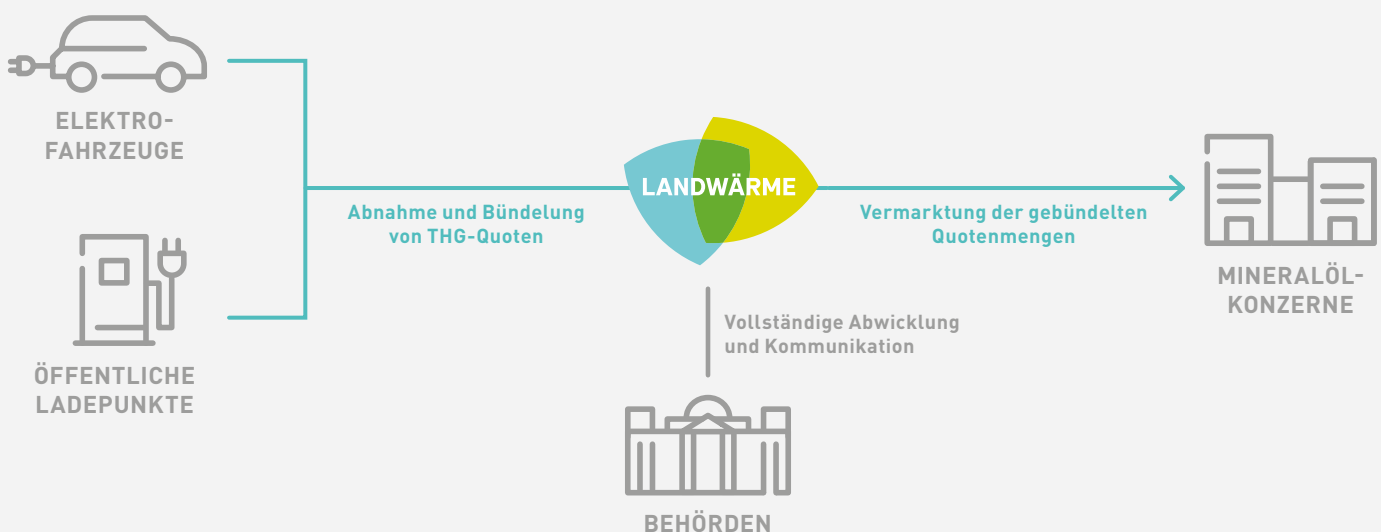 ELEKTRO-
FAHRZEUGE
ÖFFENTLICHE
LADEPUNKTE
Abnahme und Bündelung
von THG-Quoten
LANDWÄRME
Vollständige Abwicklung
und Kommunikation
BEHÖRDEN
Vermarktung der gebündelten
Quotenmengen
MINERALÖL-
KONZERNE